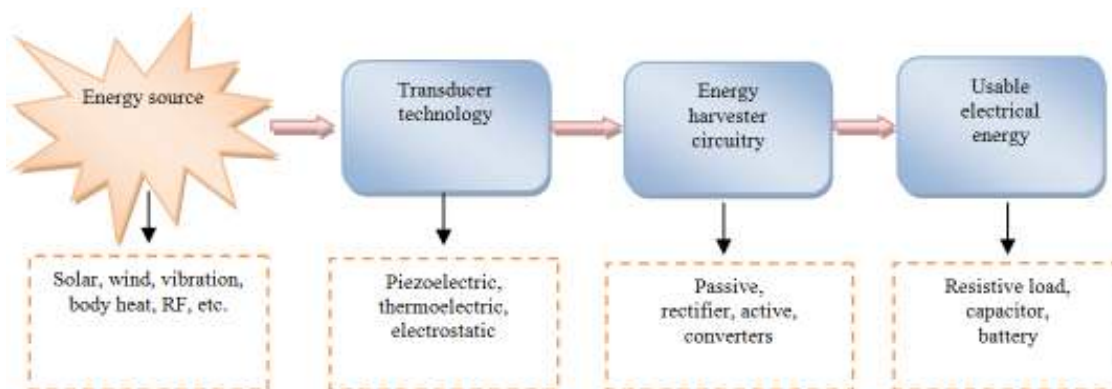 Energy source
Transducer
technology
Energy
harvester
circuitry
Usable
electrical
energy
Solar, wind, vibration,
body heat, RF, etc.
Piezoelectric,
thermoelectric,
electrostatic
Passive,
rectifier, active,
converters
Resistive load,
capacitor,
battery